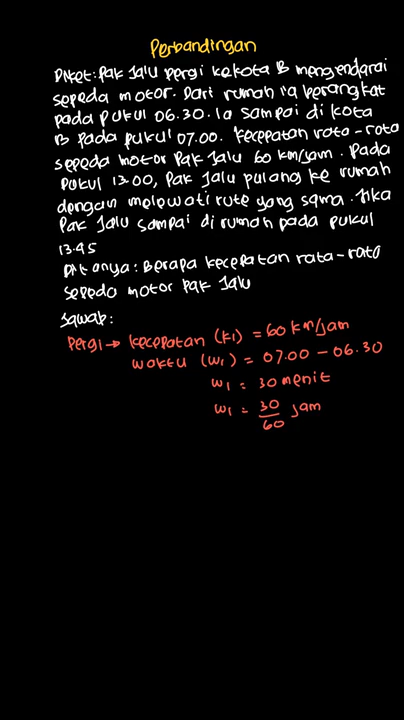 Perbandingan
Diket: Pak Jalu pergi ke kota B mengendarai
sepeda motor. Dari rumah ia berangkat
pada pukul 06.30. Ia sampai di kota
B pada pukul 07.00. Kecepatan rata-rata
sepeda motor Pak Jalu 60 km/jam. Pada
pukul 13.00, Pak Jalu pulang ke rumah
dengan melewati rute yang sama. Jika
Pak Jalu sampai di rumah pada pukul
13.45
Ditanya: Berapa kecepatan rata-rata
sepeda motor Pak Jalu
Jawab:
Pergi → kecepatan (k₁) = 60 km/jam
waktu (w₁) = 07.00 - 06.30
w₁ = 30 menit
w₁ = 30/60 jam